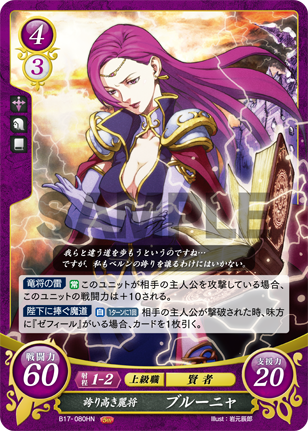 4
3
SAMPLE
我らと違う道を歩もうというのですね…
ですが、私もベルンの誇りを譲るわけにはいかない。
竜将の雷 常 このユニットが相手の主人公を攻撃している場合、
このユニットの戦闘力は+10される。
陛下に捧ぐ魔道 自 1ターンに1回 相手の主人公が撃破された時、味方
に『ゼフィール』がいる場合、カードを1枚引く。
戦闘力
60
射程 1-2 上級職 賢者
支援力
20
誇り高き麗将 ブルーニャ
B17-080HN
Illust:岩元辰郎